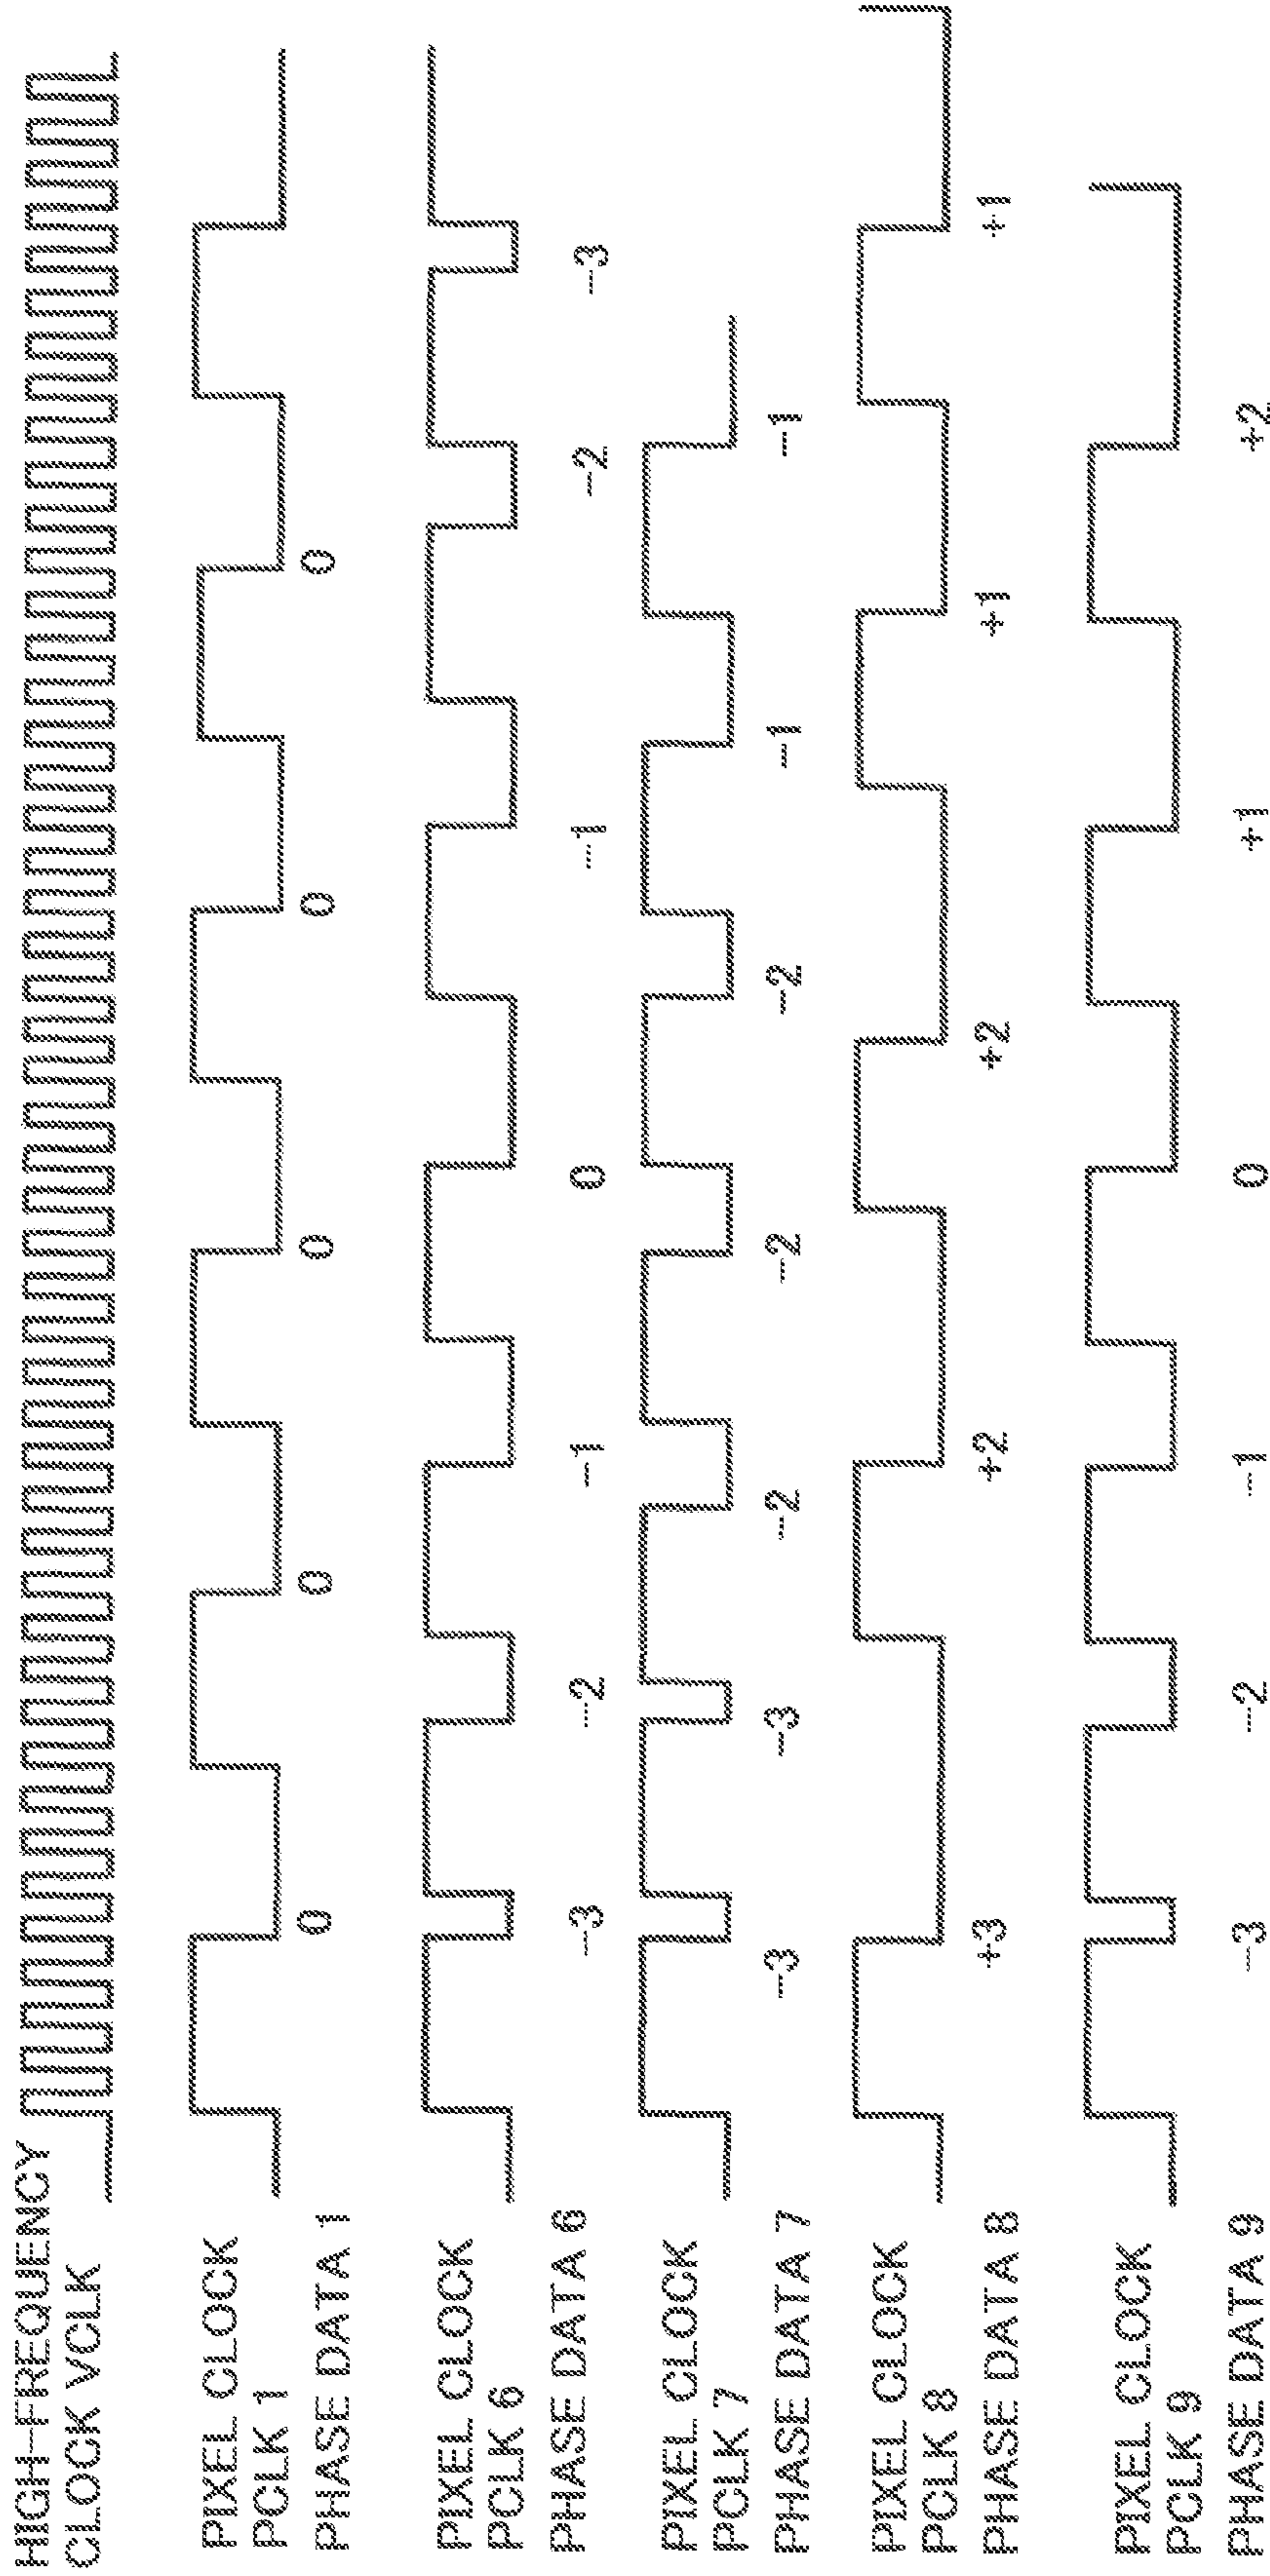 HIGH-FREQUENCY
CLOCK VCLK
PIXEL CLOCK
PCLK 1
PHASE DATA 1
0 0 0 0 0
PIXEL CLOCK
PCLK 6
PHASE DATA 6
-3 -2 -1 0 -1 -2 -3
PIXEL CLOCK
PCLK 7
PHASE DATA 7
-3 -3 -2 -2 -2 -1 -1
PIXEL CLOCK
PCLK 8
PHASE DATA 8
+3 +2 +2 +1 +1
PIXEL CLOCK
PCLK 9
PHASE DATA 9
-3 -2 -1 0 +1 +2